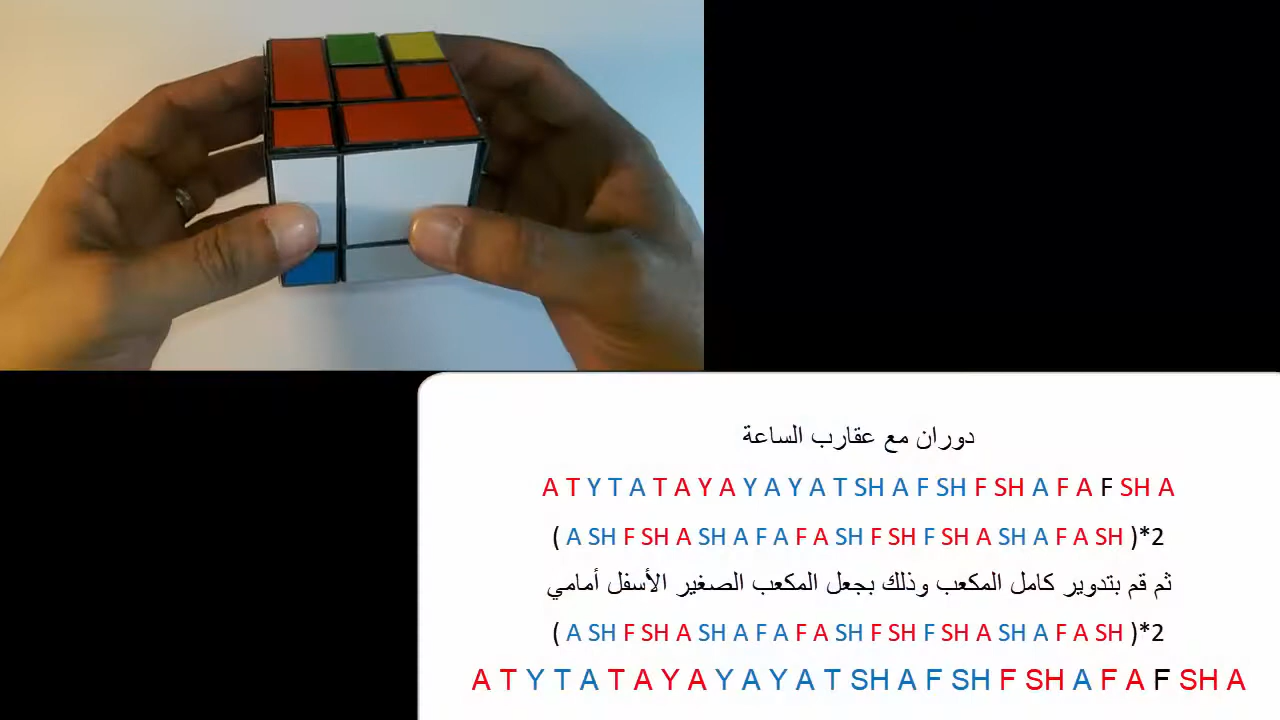 دوران مع عقارب الساعة
A T Y T A T A Y A Y A Y A T SH A F SH F SH A F A F SH A
( A SH F SH A SH A F A F A SH F SH F SH A SH A F A SH )*2
ثم قم بتدوير كامل المكعب وذلك بجعل المكعب الصغير الأسفل أمامي
( A SH F SH A SH A F A F A SH F SH F SH A SH A F A SH )*2
A T Y T A T A Y A Y A Y A T SH A F SH F SH A F A F SH A